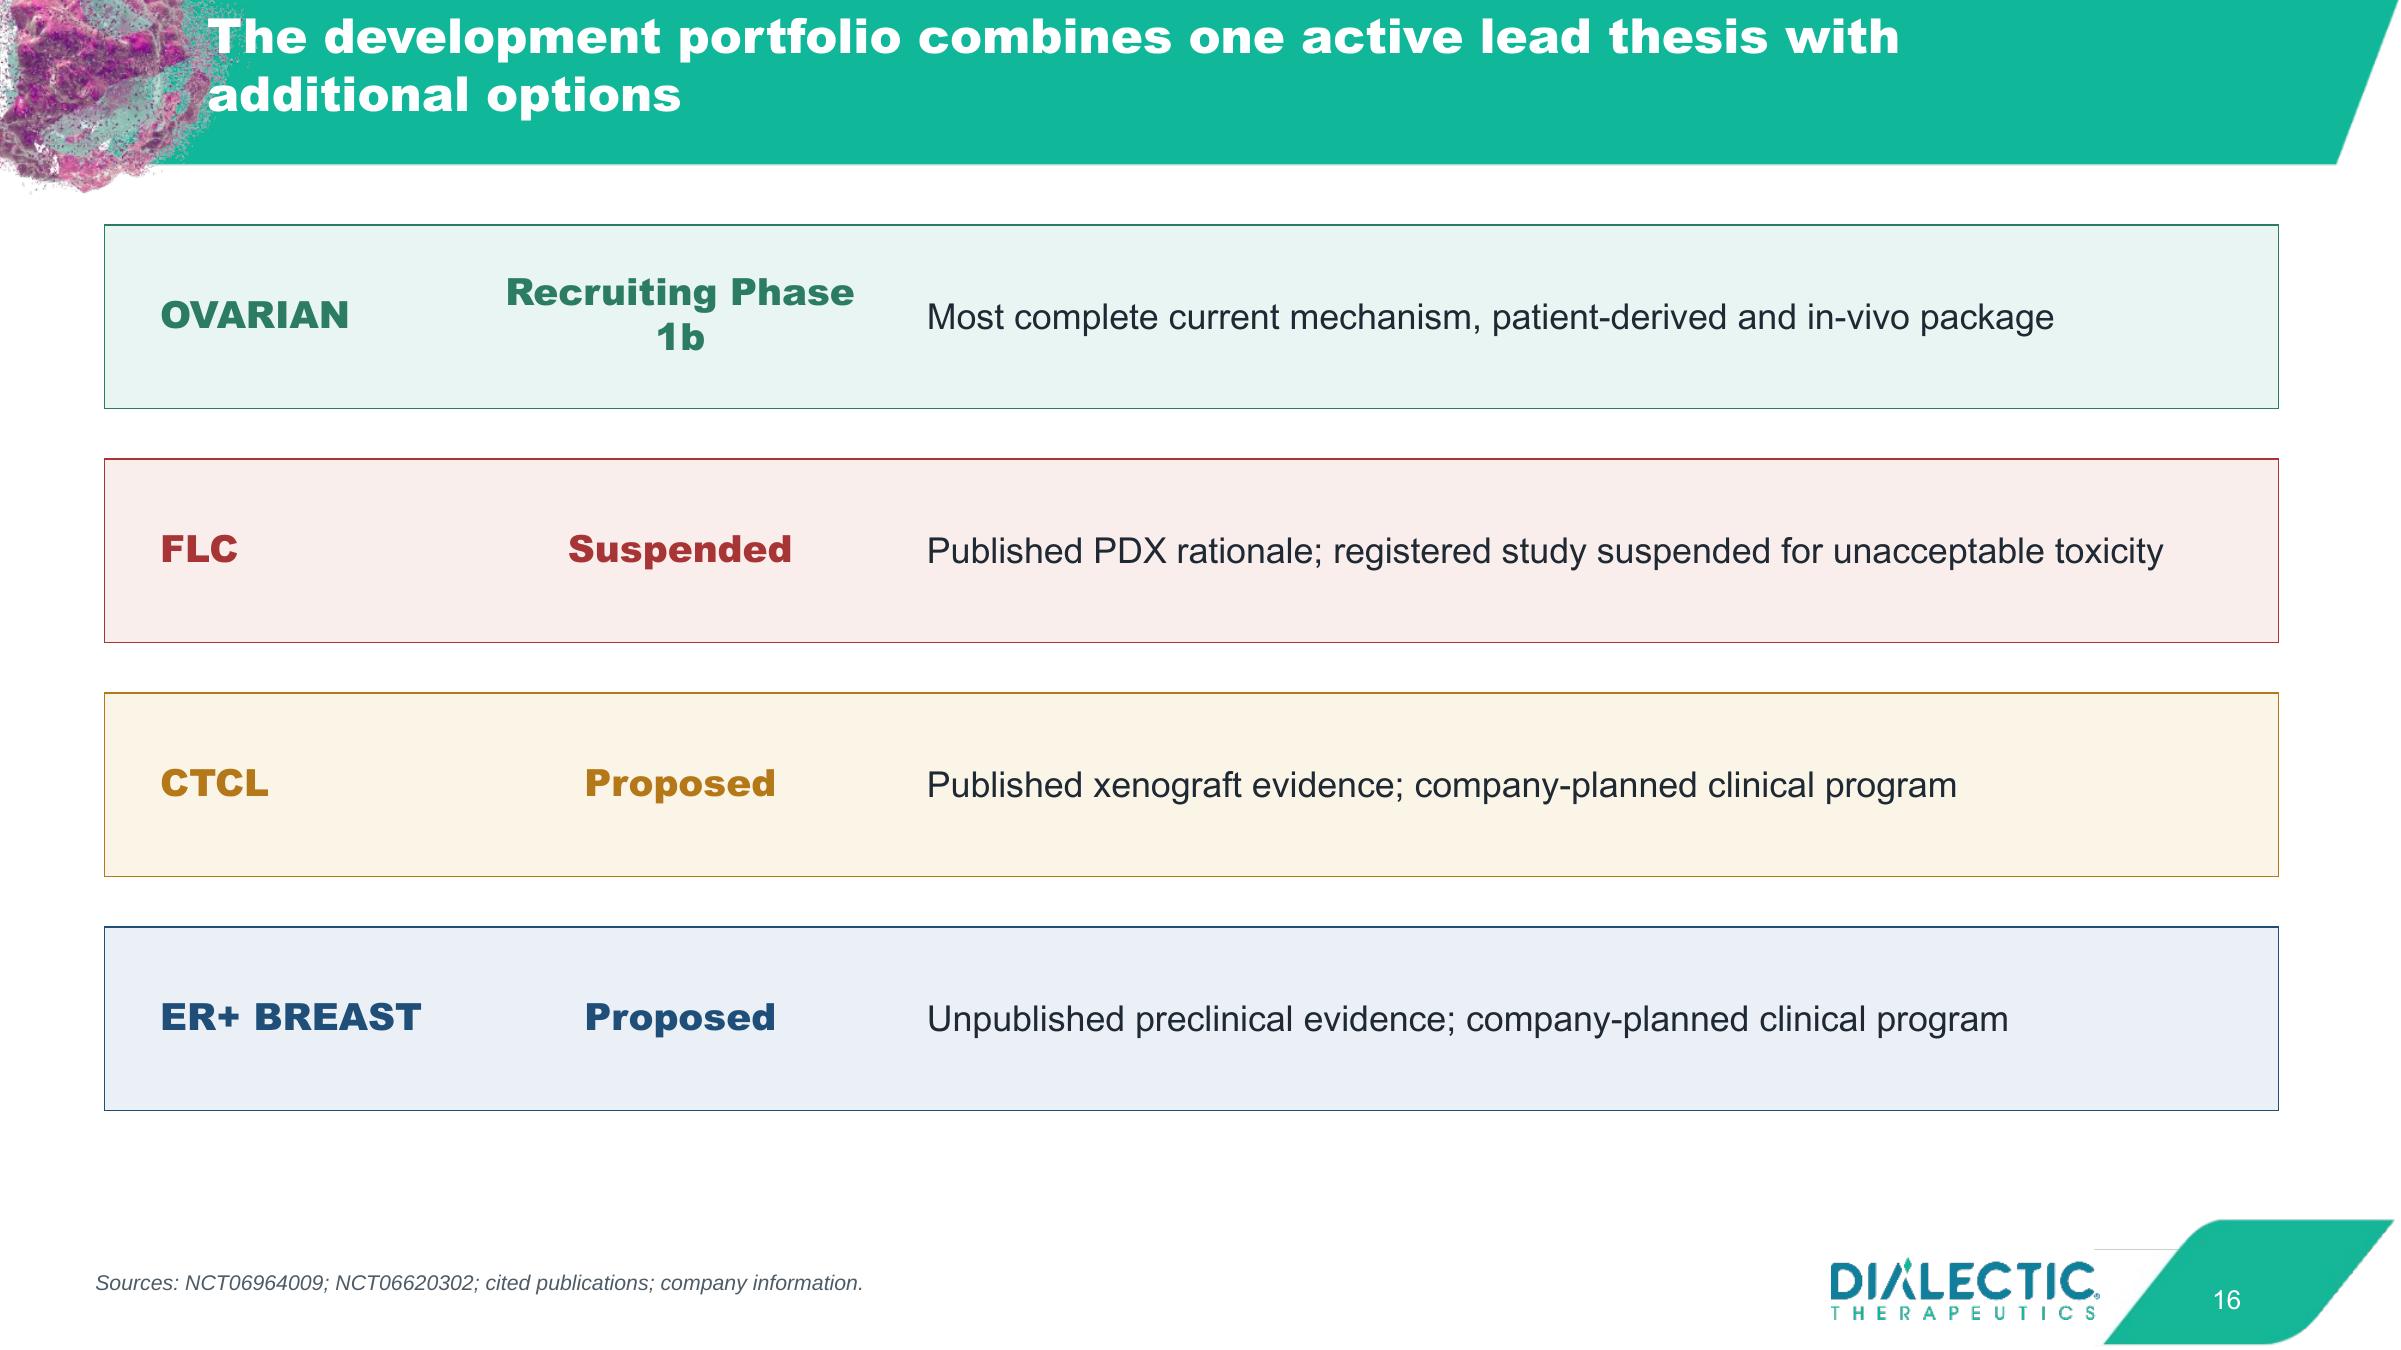 The development portfolio combines one active lead thesis with
additional options
OVARIAN
Recruiting Phase
1b
Most complete current mechanism, patient-derived and in-vivo package
FLC
Suspended
Published PDX rationale; registered study suspended for unacceptable toxicity
CTCL
Proposed
Published xenograft evidence; company-planned clinical program
ER+ BREAST
Proposed
Unpublished preclinical evidence; company-planned clinical program
Sources: NCT06964009; NCT06620302; cited publications; company information.
DIALECTIC®
THERAPEUTICS
16